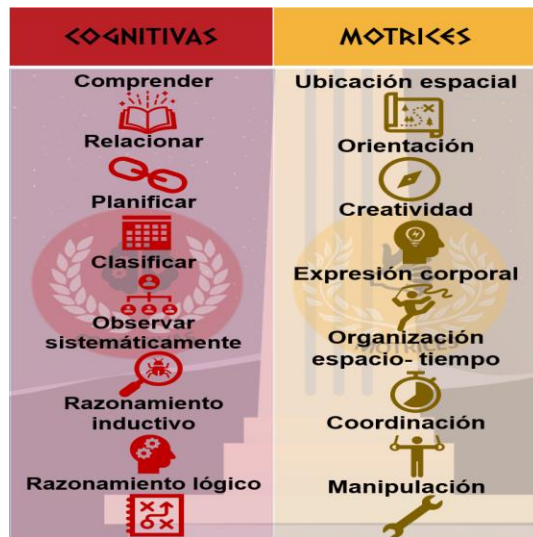 COGNITIVAS
Comprender
Relacionar
Planificar
Clasificar
Observar
sistemáticamente
Razonamiento
inductivo
Razonamiento lógico
MOTRICES
Ubicación espacial
Orientación
Creatividad
Expresión corporal
Organización
espacio- tiempo
MOTRICES
Coordinación
Manipulación